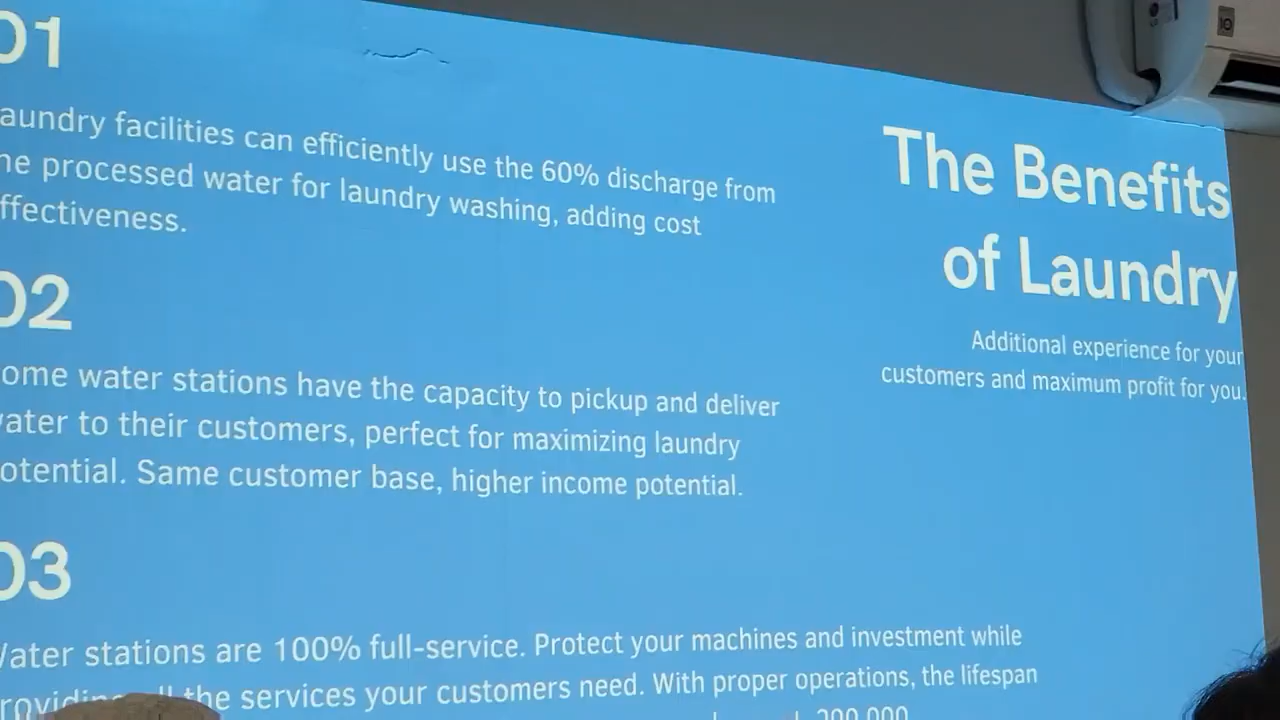 01
aundry facilities can efficiently use the 60% discharge from
he processed water for laundry washing, adding cost
ffectiveness.
02
ome water stations have the capacity to pickup and deliver
ater to their customers, perfect for maximizing laundry
otential. Same customer base, higher income potential.
03
ater stations are 100% full-service. Protect your machines and investment while
the services your customers need. With proper operations, the lifespan
The Benefits
of Laundry
Additional experience for your
customers and maximum profit for you.